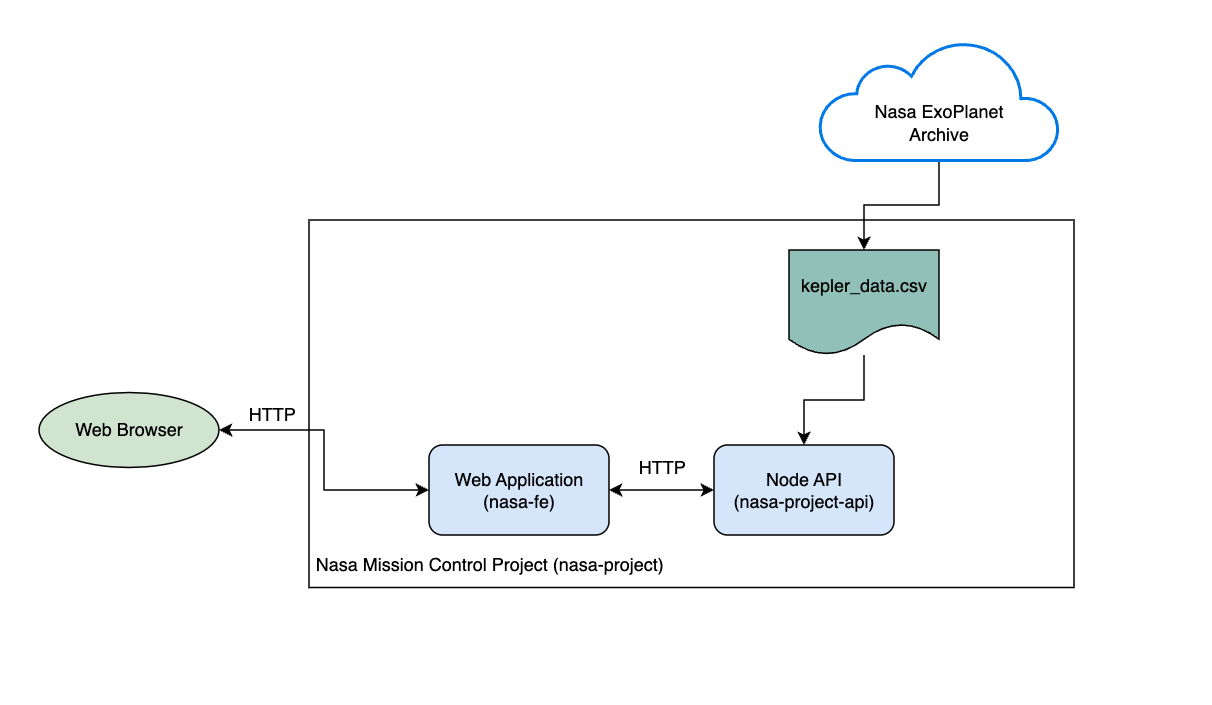 Nasa ExoPlanet
Archive
kepler_data.csv
HTTP
Web Browser
Web Application
(nasa-fe)
HTTP
Node API
(nasa-project-api)
Nasa Mission Control Project (nasa-project)